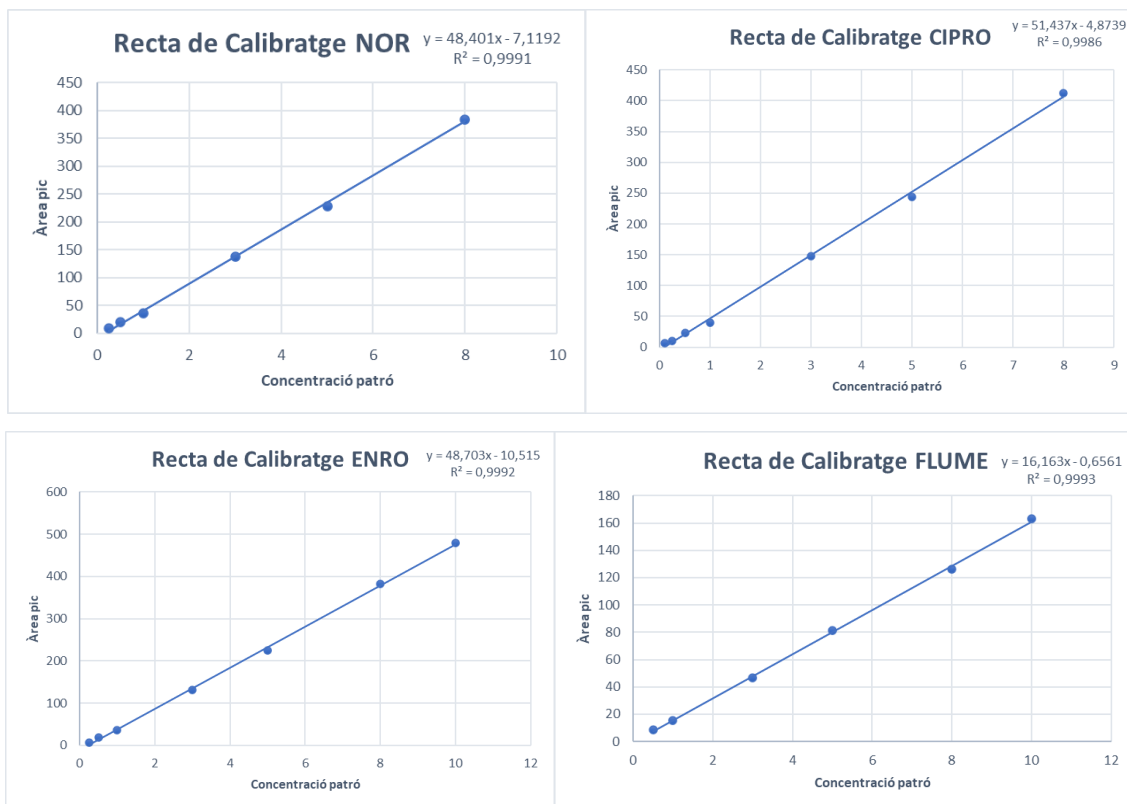 Recta de Calibratge NOR
y = 48,401x - 7,1192
R² = 0,9991
450
400
350
300
250
200
150
100
50
0
Àrea pic
0 2 4 6 8 10
Concentració patró
Recta de Calibratge CIPRO
y = 51,437x - 4,8739
R² = 0,9986
450
400
350
300
250
200
150
100
50
0
Àrea pic
0 1 2 3 4 5 6 7 8 9
Concentració patró
Recta de Calibratge ENRO
y = 48,703x - 10,515
R² = 0,9992
600
500
400
300
200
100
0
Àrea pic
0 2 4 6 8 10 12
Concentració patró
Recta de Calibratge FLUME
y = 16,163x - 0,6561
R² = 0,9993
180
160
140
120
100
80
60
40
20
0
Àrea pic
0 2 4 6 8 10 12
Concentració patró